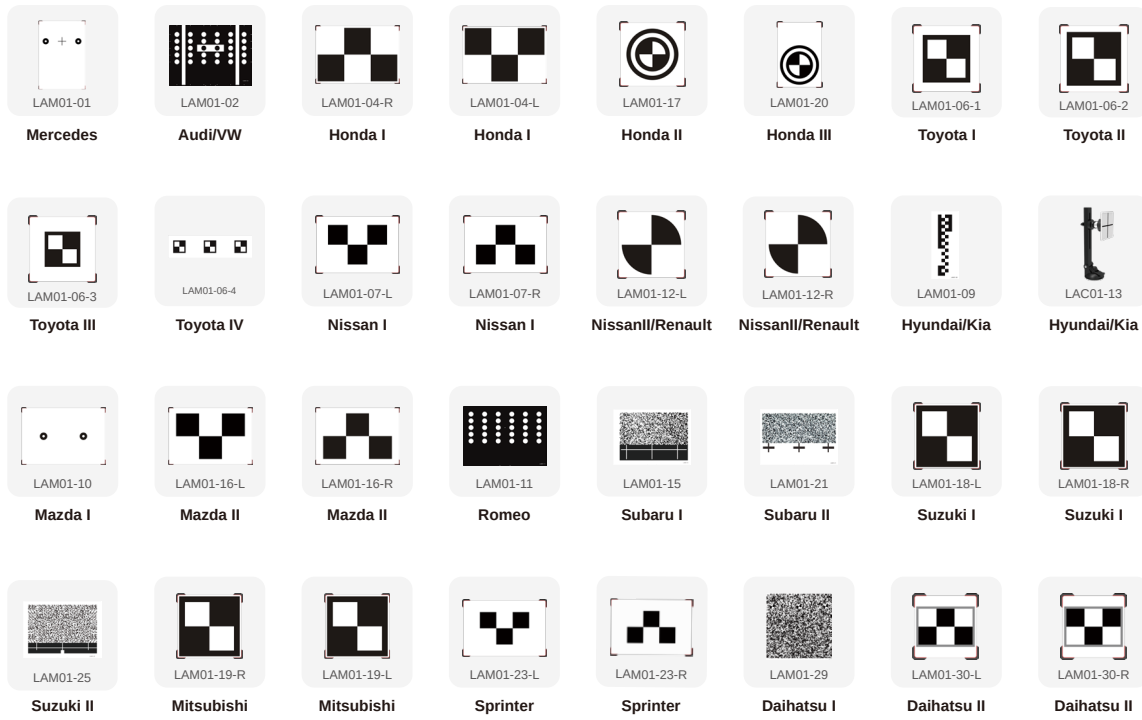 LAM01-01
LAM01-02
LAM01-04-R
LAM01-04-L
LAM01-17
LAM01-20
LAM01-06-1
LAM01-06-2
Mercedes
Audi/VW
Honda I
Honda I
Honda II
Honda III
Toyota I
Toyota II
LAM01-06-3
LAM01-06-4
LAM01-07-L
LAM01-07-R
LAM01-12-L
LAM01-12-R
LAM01-09
LAC01-13
Toyota III
Toyota IV
Nissan I
Nissan I
NissanII/Renault
NissanII/Renault
Hyundai/Kia
Hyundai/Kia
LAM01-10
LAM01-16-L
LAM01-16-R
LAM01-11
LAM01-15
LAM01-21
LAM01-18-L
LAM01-18-R
Mazda I
Mazda II
Mazda II
Romeo
Subaru I
Subaru II
Suzuki I
Suzuki I
LAM01-25
LAM01-19-R
LAM01-19-L
LAM01-23-L
LAM01-23-R
LAM01-29
LAM01-30-L
LAM01-30-R
Suzuki II
Mitsubishi
Mitsubishi
Sprinter
Sprinter
Daihatsu I
Daihatsu II
Daihatsu II